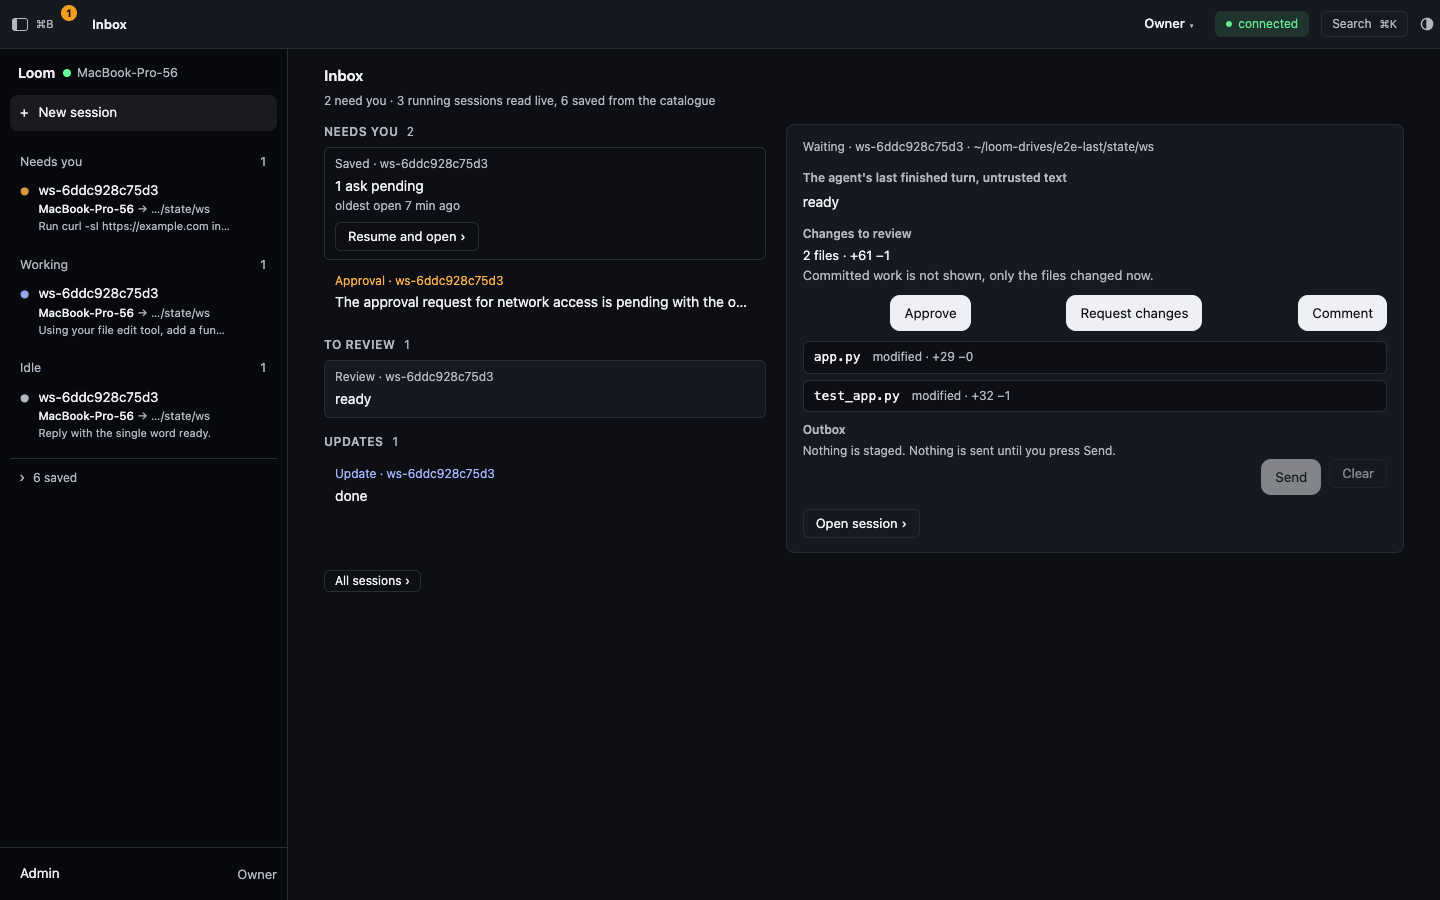 ⌘B
1
Inbox
Owner ▾
connected
Search ⌘K
Loom MacBook-Pro-56
+ New session
Needs you 1
ws-6ddc928c75d3
MacBook-Pro-56 → .../state/ws
Run curl -sI https://example.com in...
Working 1
ws-6ddc928c75d3
MacBook-Pro-56 → .../state/ws
Using your file edit tool, add a fun...
Idle 1
ws-6ddc928c75d3
MacBook-Pro-56 → .../state/ws
Reply with the single word ready.
› 6 saved
Admin Owner
Inbox
2 need you · 3 running sessions read live, 6 saved from the catalogue
NEEDS YOU 2
Saved · ws-6ddc928c75d3
1 ask pending
oldest open 7 min ago
Resume and open ›
Approval · ws-6ddc928c75d3
The approval request for network access is pending with the o...
TO REVIEW 1
Review · ws-6ddc928c75d3
ready
UPDATES 1
Update · ws-6ddc928c75d3
done
All sessions ›
Waiting · ws-6ddc928c75d3 · ~/loom-drives/e2e-last/state/ws
The agent's last finished turn, untrusted text
ready
Changes to review
2 files · +61 −1
Committed work is not shown, only the files changed now.
Approve
Request changes
Comment
app.py modified · +29 −0
test_app.py modified · +32 −1
Outbox
Nothing is staged. Nothing is sent until you press Send.
Send
Clear
Open session ›